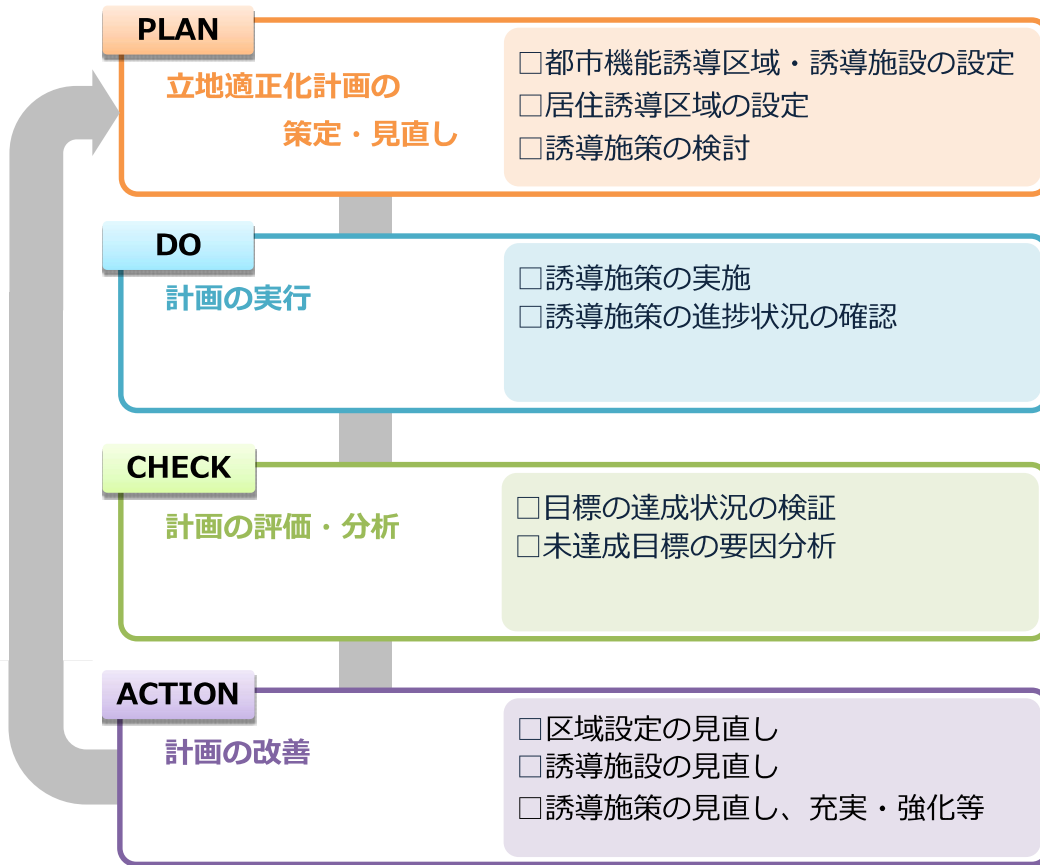 PLAN
立地適正化計画の
策定・見直し
□都市機能誘導区域・誘導施設の設定
□居住誘導区域の設定
□誘導施策の検討
DO
計画の実行
□誘導施策の実施
□誘導施策の進捗状況の確認
CHECK
計画の評価・分析
□目標の達成状況の検証
□未達成目標の要因分析
ACTION
計画の改善
□区域設定の見直し
□誘導施設の見直し
□誘導施策の見直し、充実・強化等